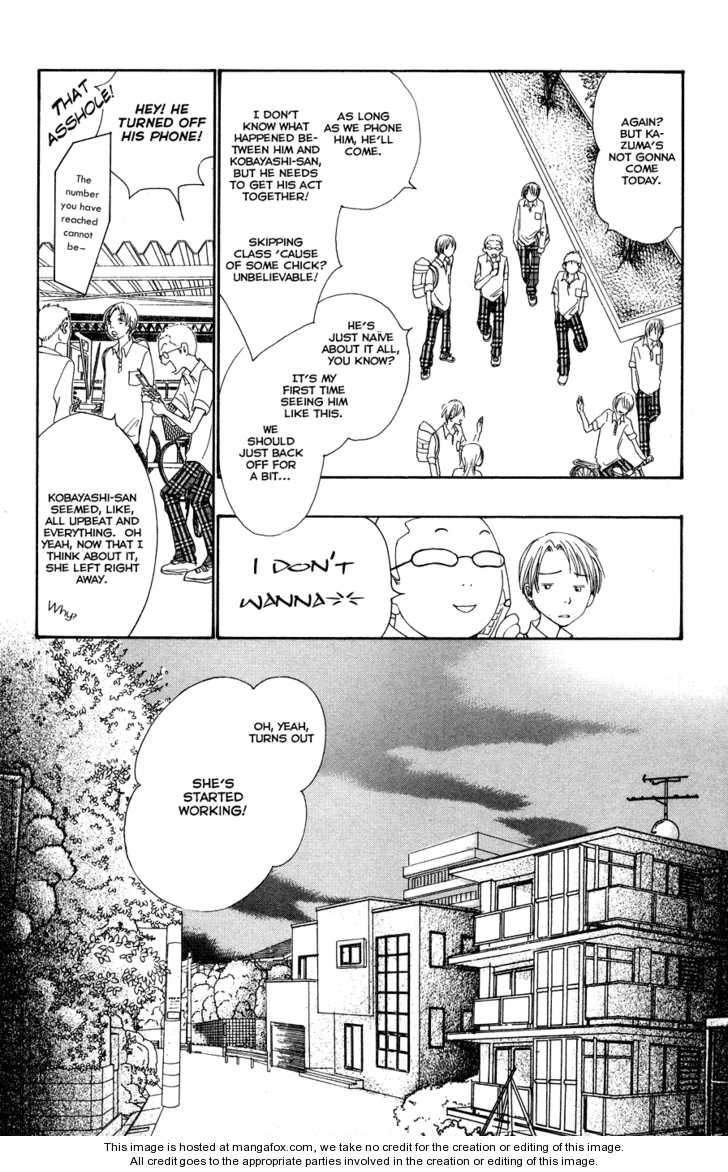 AGAIN?
BUT KA-
ZUMA'S
NOT GONNA
COME
TODAY.
AS LONG
AS WE PHONE
HIM, HE'LL
COME.
I DON'T
KNOW WHAT
HAPPENED BE-
TWEEN HIM AND
KOBAYASHI-SAN,
BUT HE NEEDS
TO GET HIS ACT
TOGETHER!
SKIPPING
CLASS 'CAUSE
OF SOME CHICK?
UNBELIEVABLE!
HE'S
JUST NAÏVE
ABOUT IT ALL,
YOU KNOW?
IT'S MY
FIRST TIME
SEEING HIM
LIKE THIS.
WE
SHOULD
JUST BACK
OFF FOR
A BIT...
HEY! HE
TURNED OFF
HIS PHONE!
THAT
ASSHOLE!
The
number
you have
reached
cannot
be—
KOBAYASHI-SAN
SEEMED, LIKE,
ALL UPBEAT AND
EVERYTHING. OH
YEAH, NOW THAT I
THINK ABOUT IT,
SHE LEFT RIGHT
AWAY.
Why?
I DON'T
WANNA
OH, YEAH,
TURNS OUT
SHE'S
STARTED
WORKING!
This image is hosted at mangafox.com, we take no credit for the creation or editing of this image.
All credit goes to the appropriate parties involved in the creation or editing of this image.